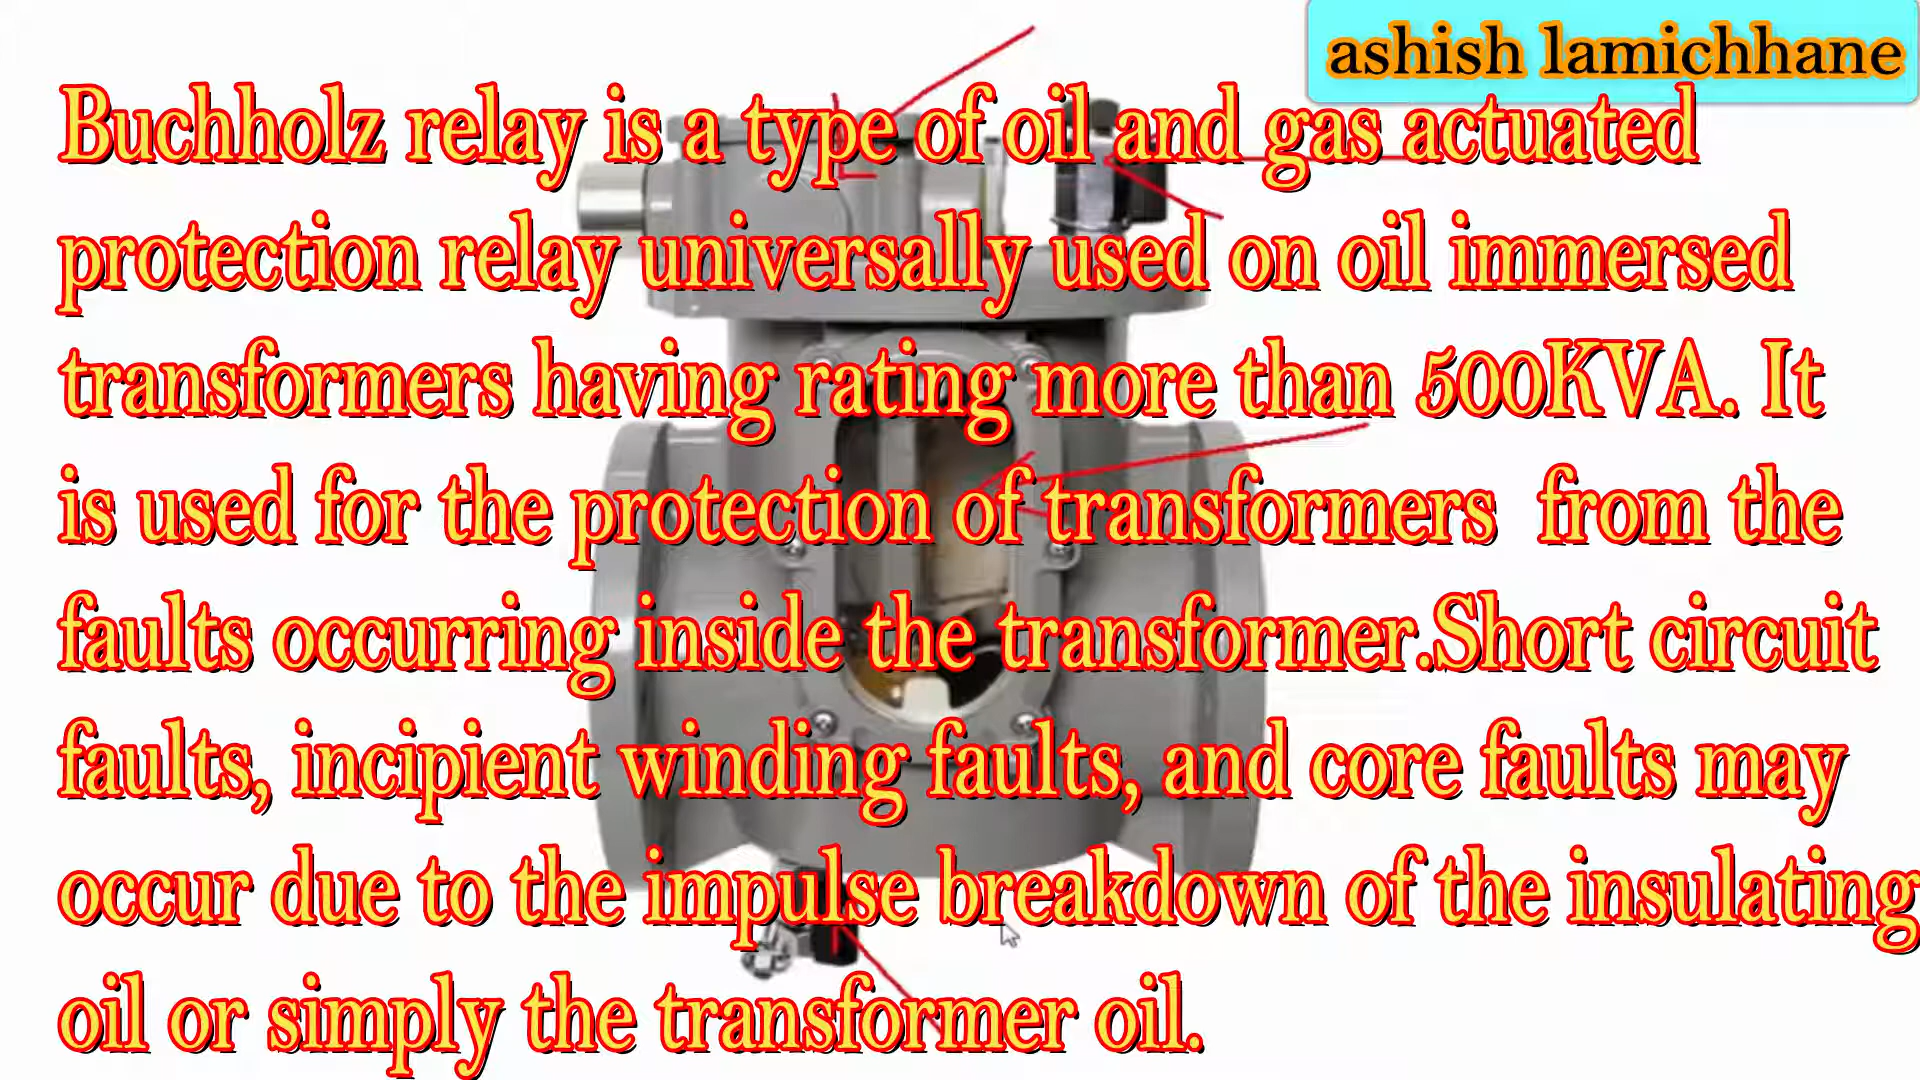 ashish lamichhane
Buchholz relay is a type of oil and gas actuated
protection relay universally used on oil immersed
transformers having rating more than 500KVA. It
is used for the protection of transformers from the
faults occurring inside the transformer.Short circuit
faults, incipient winding faults, and core faults may
occur due to the impulse breakdown of the insulating
oil or simply the transformer oil.